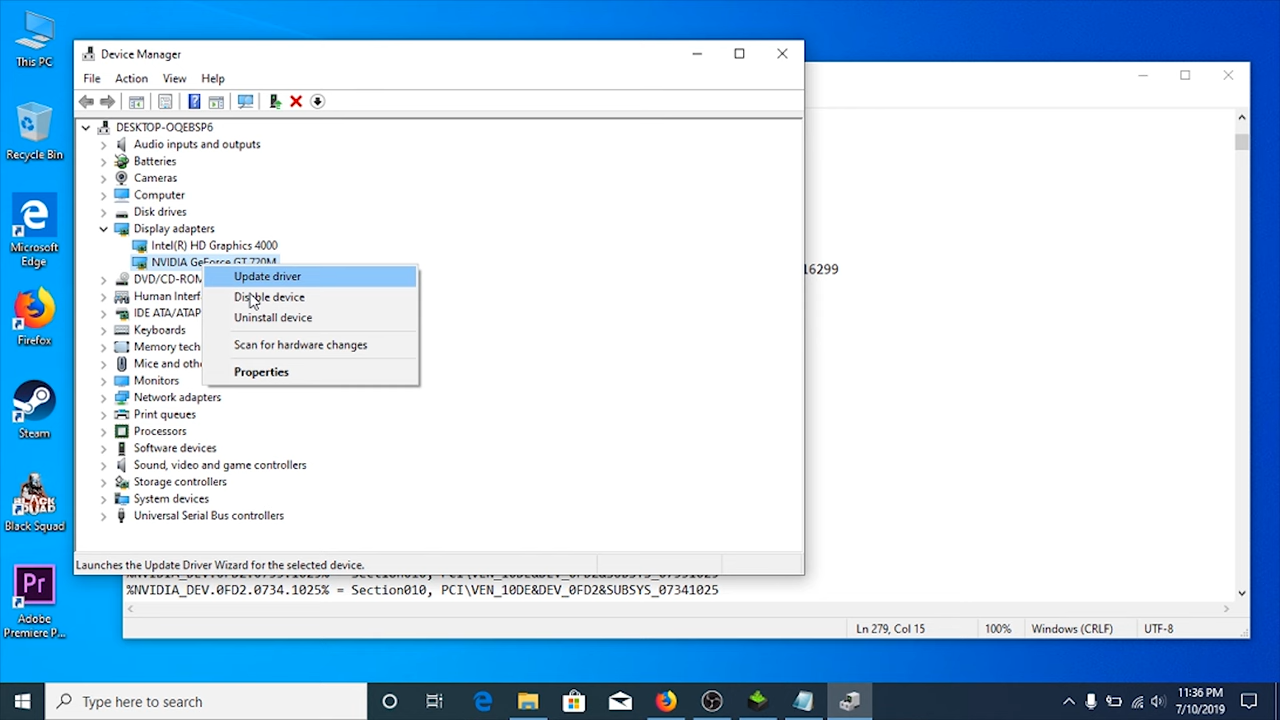 This PC
Recycle Bin
Microsoft
Edge
Firefox
Steam
Black Squad
Adobe
Premiere P...
Device Manager
File Action View Help
DESKTOP-OQEBSP6
Audio inputs and outputs
Batteries
Cameras
Computer
Disk drives
Display adapters
Intel(R) HD Graphics 4000
NVIDIA GeForce GT 720M
DVD/CD-ROM
Human Interf
IDE ATA/ATAP
Keyboards
Memory tech
Mice and othe
Monitors
Network adapters
Print queues
Processors
Software devices
Sound, video and game controllers
Storage controllers
System devices
Universal Serial Bus controllers
Update driver
Disable device
Uninstall device
Scan for hardware changes
Properties
Launches the Update Driver Wizard for the selected device.
16299
%NVIDIA_DEV.0FD2.0734.1025% = Section010, PCI\VEN_10DE&DEV_0FD2&SUBSYS_07341025
Ln 279, Col 15 100% Windows (CRLF) UTF-8
Type here to search
11:36 PM
7/10/2019